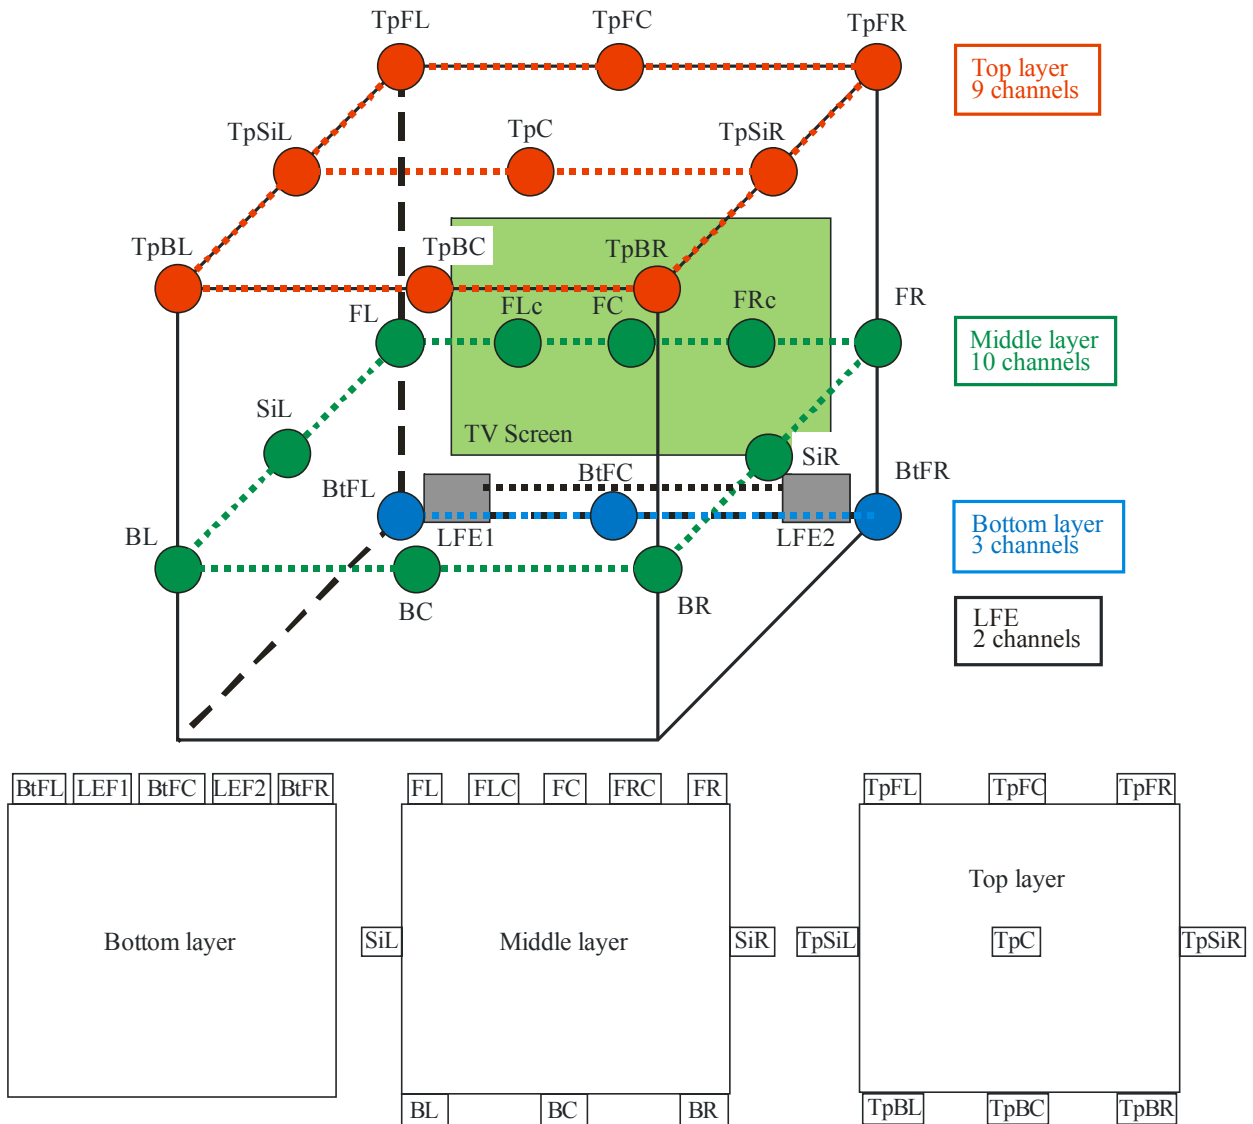 TpFL
TpFC
TpFR
Top layer
9 channels
TpSiL
TpC
TpSiR
TpBL
TpBC
TpBR
FL
FLc
FC
FRc
FR
Middle layer
10 channels
SiL
TV Screen
SiR
BtFL
BtFC
BtFR
BL
LFE1
LFE2
Bottom layer
3 channels
BC
BR
LFE
2 channels
BtFL LEF1 BtFC LEF2 BtFR
Bottom layer
FL FLC FC FRC FR
SiL
Middle layer
SiR
BL BC BR
TpFL TpFC TpFR
Top layer
TpSiL
TpC
TpSiR
TpBL TpBC TpBR